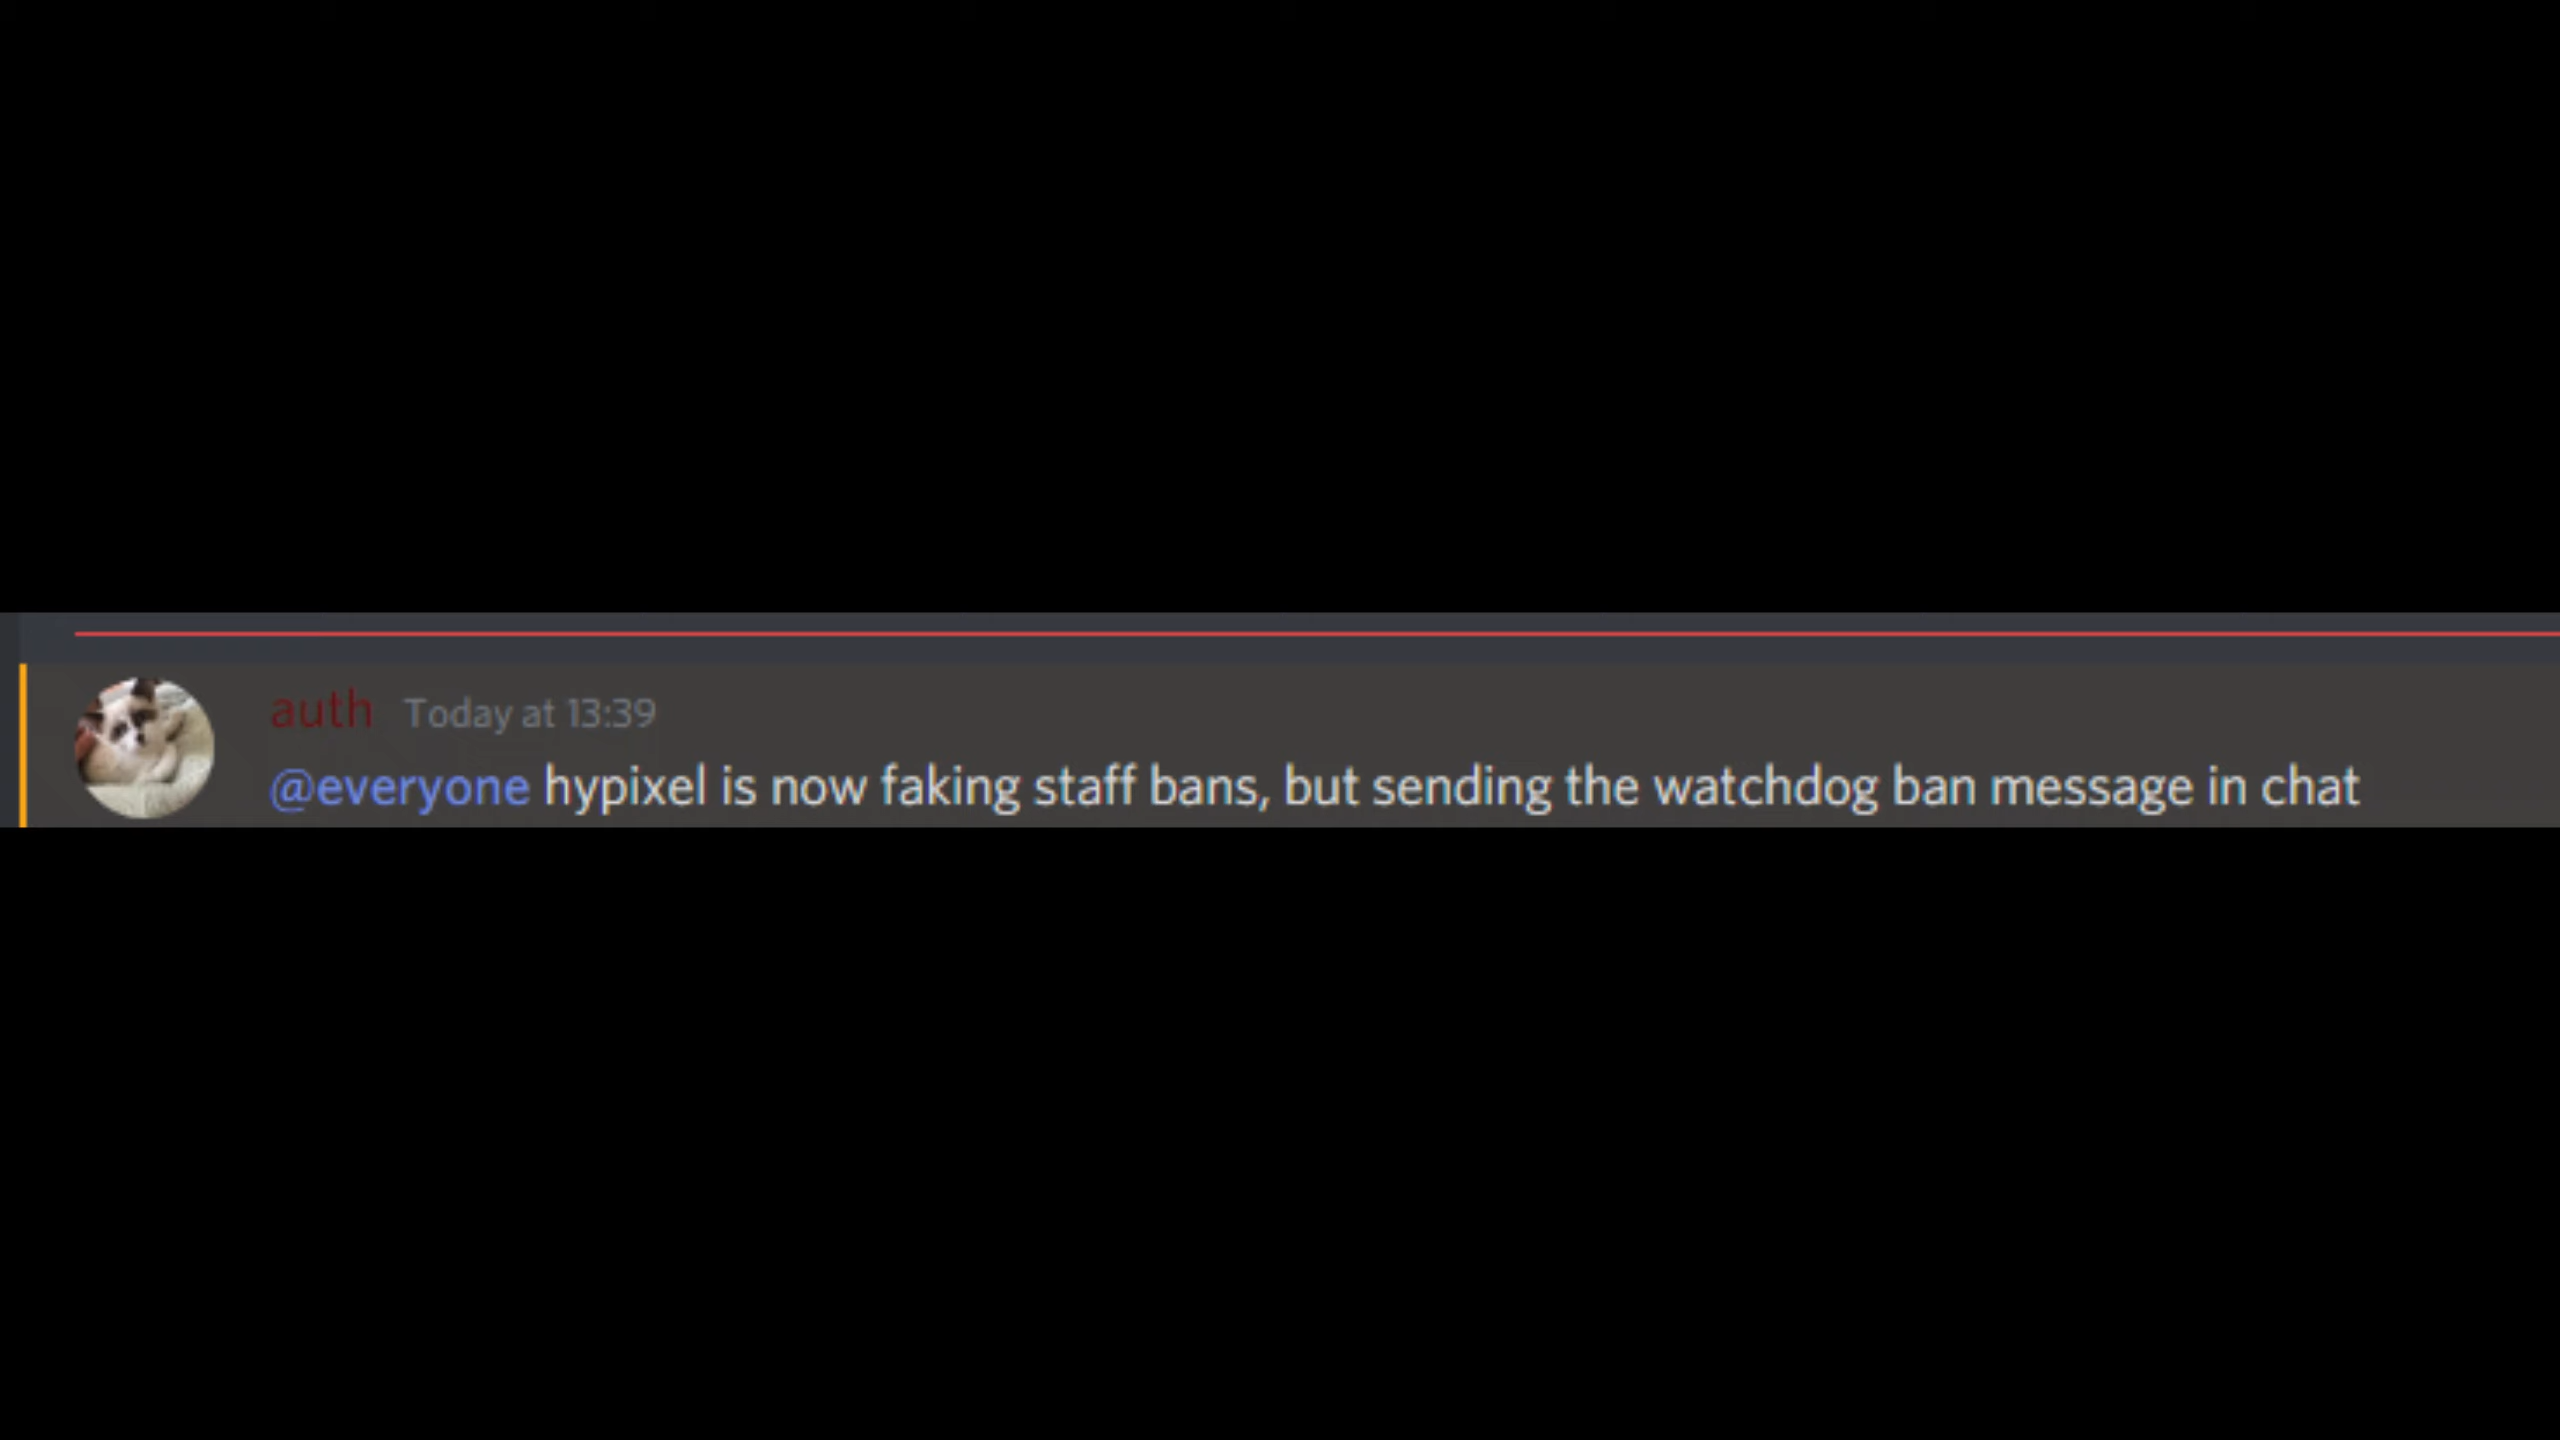 auth Today at 13:39
@everyone hypixel is now faking staff bans, but sending the watchdog ban message in chat